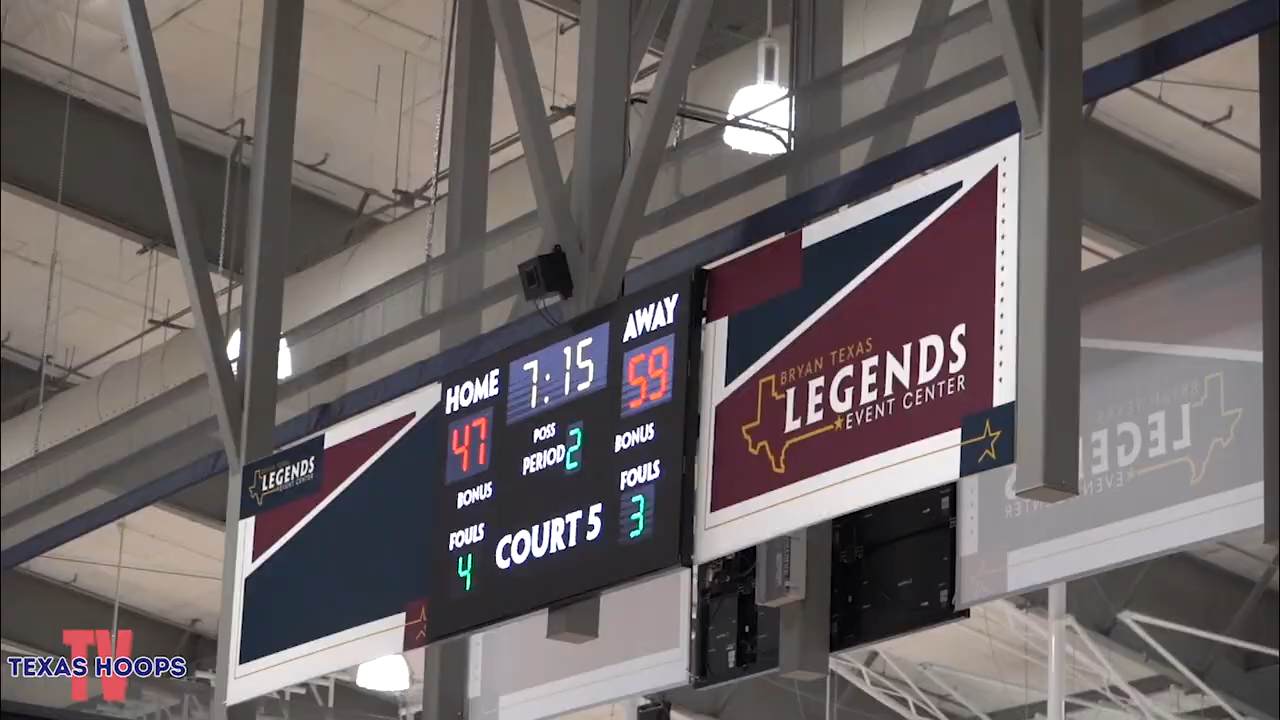 HOME
7:15
AWAY
47
59
POSS
PERIOD 2
BONUS
BONUS
FOULS
4
COURT 5
FOULS
3
BRYAN TEXAS
LEGENDS
EVENT CENTER
LEGENDS
EVENT CENTER
TV
TEXAS HOOPS